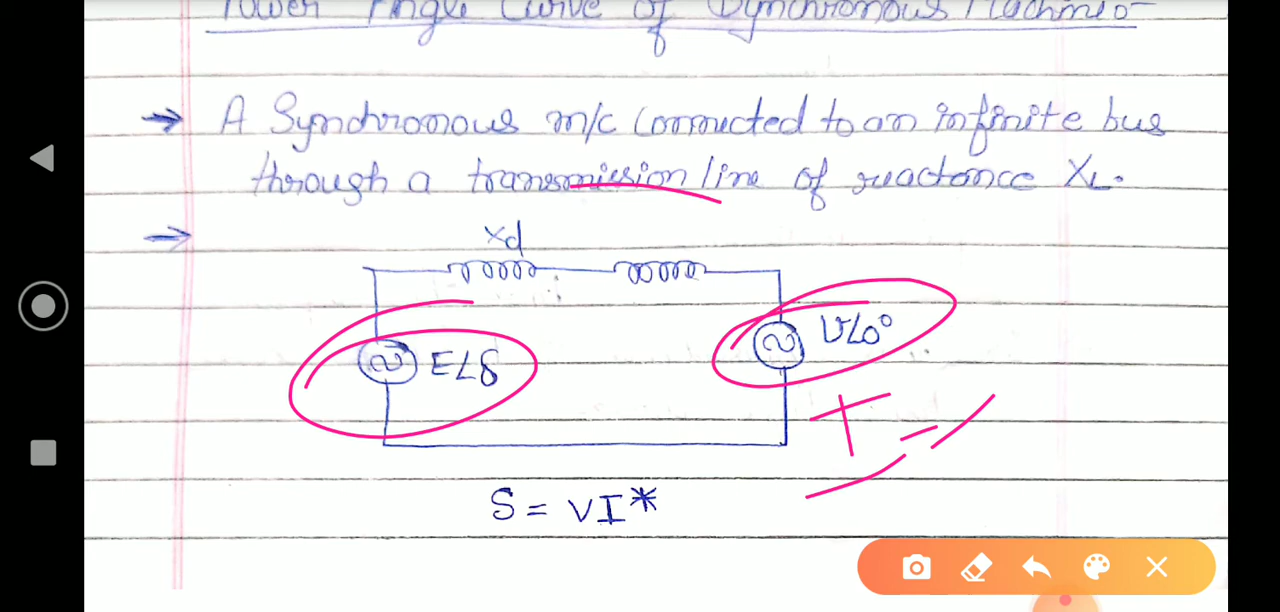 Power Angle Curve of Synchronous Machines-
→ A Synchronous m/c Connected to an infinite bus
through a transmission line of reactance XL.
→
Xd
E∠δ
V∠0°
I =
S = VI*